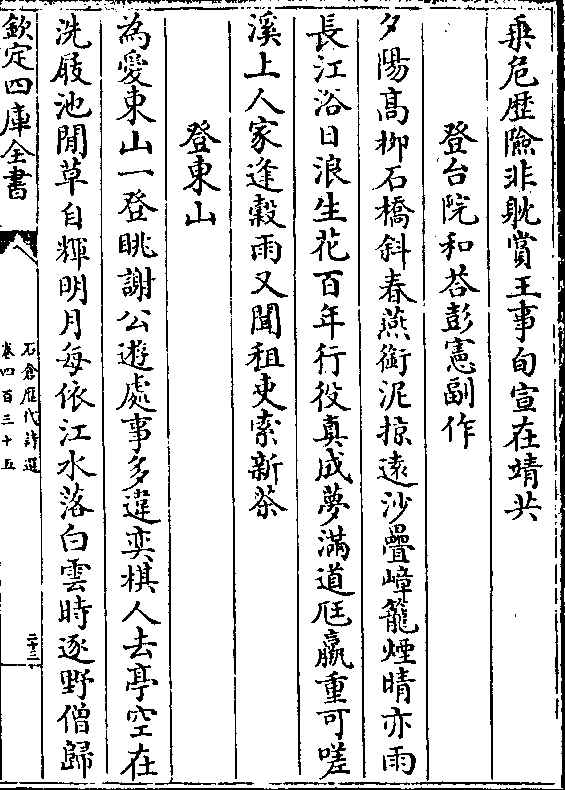 乗危歴險非躭賞王事旬宣在靖共
登台院和荅彭憲副作
夕陽髙栁石橋斜春燕銜泥掠逺沙疊嶂籠煙晴亦雨
長江浴日浪生花百年行役真成夢滿道尫羸重可嗟
溪上人家逢榖雨又聞租吏索新茶
登東山
為愛東山一登眺謝公遊處事多違奕棋人去亭空在
洗屐池閒草自輝明月每依江水落白雲時逐野僧歸
欽定四庫全書
石倉歴代詩選
卷四百三十五
二十三